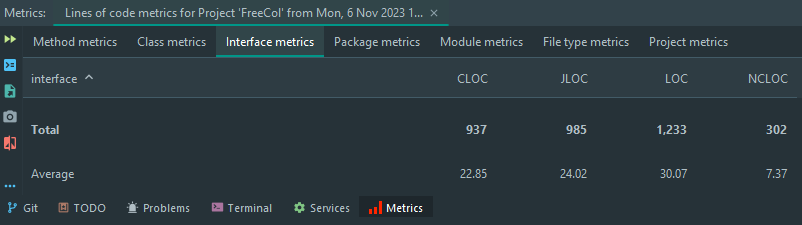 Metrics: Lines of code metrics for Project 'FreeCol' from Mon, 6 Nov 2023 1...
Method metrics Class metrics Interface metrics Package metrics Module metrics File type metrics Project metrics
interface CLOC JLOC LOC NCLOC
Total 937 985 1,233 302
Average 22.85 24.02 30.07 7.37
Git TODO Problems Terminal Services Metrics